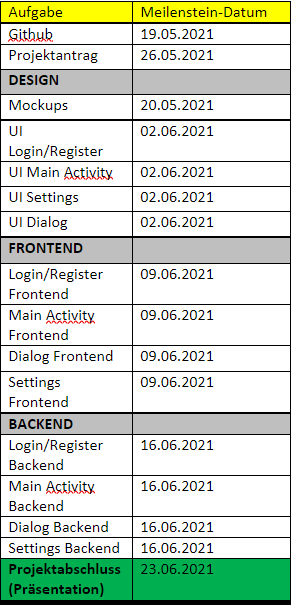 Aufgabe Meilenstein-Datum
Github 19.05.2021
Projektantrag 26.05.2021
DESIGN
Mockups 20.05.2021
UI 02.06.2021
Login/Register
UI Main Activity 02.06.2021
UI Settings 02.06.2021
UI Dialog 02.06.2021
FRONTEND
Login/Register 09.06.2021
Frontend
Main Activity 09.06.2021
Frontend
Dialog Frontend 09.06.2021
Settings 09.06.2021
Frontend
BACKEND
Login/Register 16.06.2021
Backend
Main Activity 16.06.2021
Backend
Dialog Backend 16.06.2021
Settings Backend 16.06.2021
Projektabschluss 23.06.2021
(Präsentation)